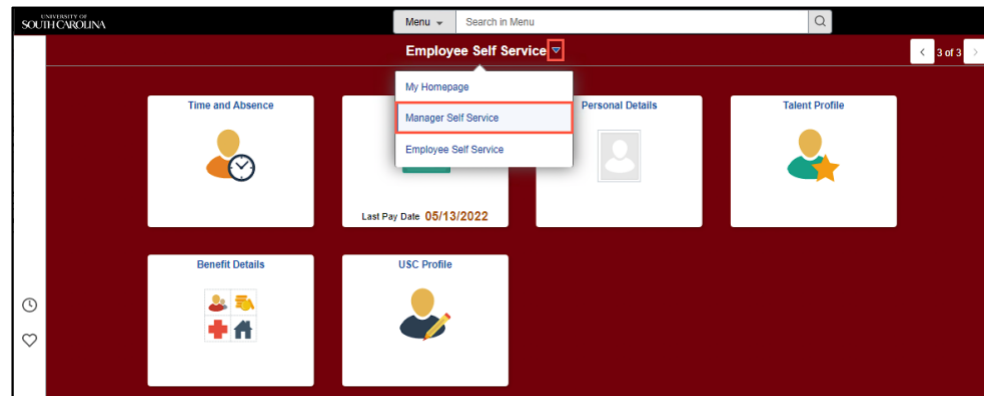 UNIVERSITY OF
SOUTH CAROLINA
Menu
Search in Menu
Employee Self Service
3 of 3
My Homepage
Manager Self Service
Employee Self Service
Time and Absence
Personal Details
Talent Profile
Last Pay Date 05/13/2022
Benefit Details
USC Profile